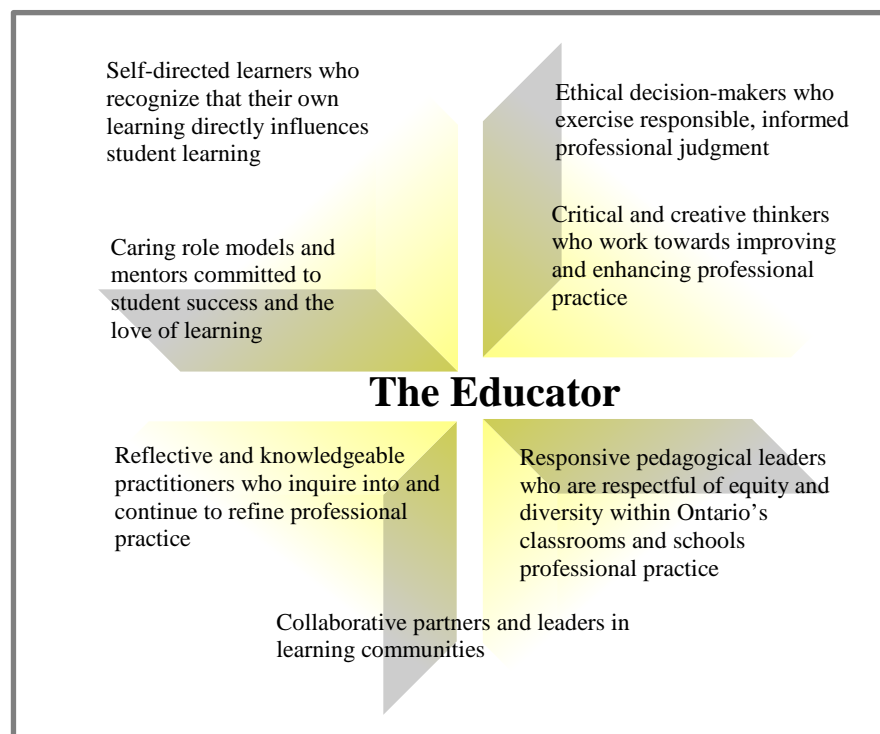 Self-directed learners who
recognize that their own
learning directly influences
student learning
Ethical decision-makers who
exercise responsible, informed
professional judgment
Caring role models and
mentors committed to
student success and the
love of learning
Critical and creative thinkers
who work towards improving
and enhancing professional
practice
The Educator
Reflective and knowledgeable
practitioners who inquire into and
continue to refine professional
practice
Responsive pedagogical leaders
who are respectful of equity and
diversity within Ontario’s
classrooms and schools
professional practice
Collaborative partners and leaders in
learning communities